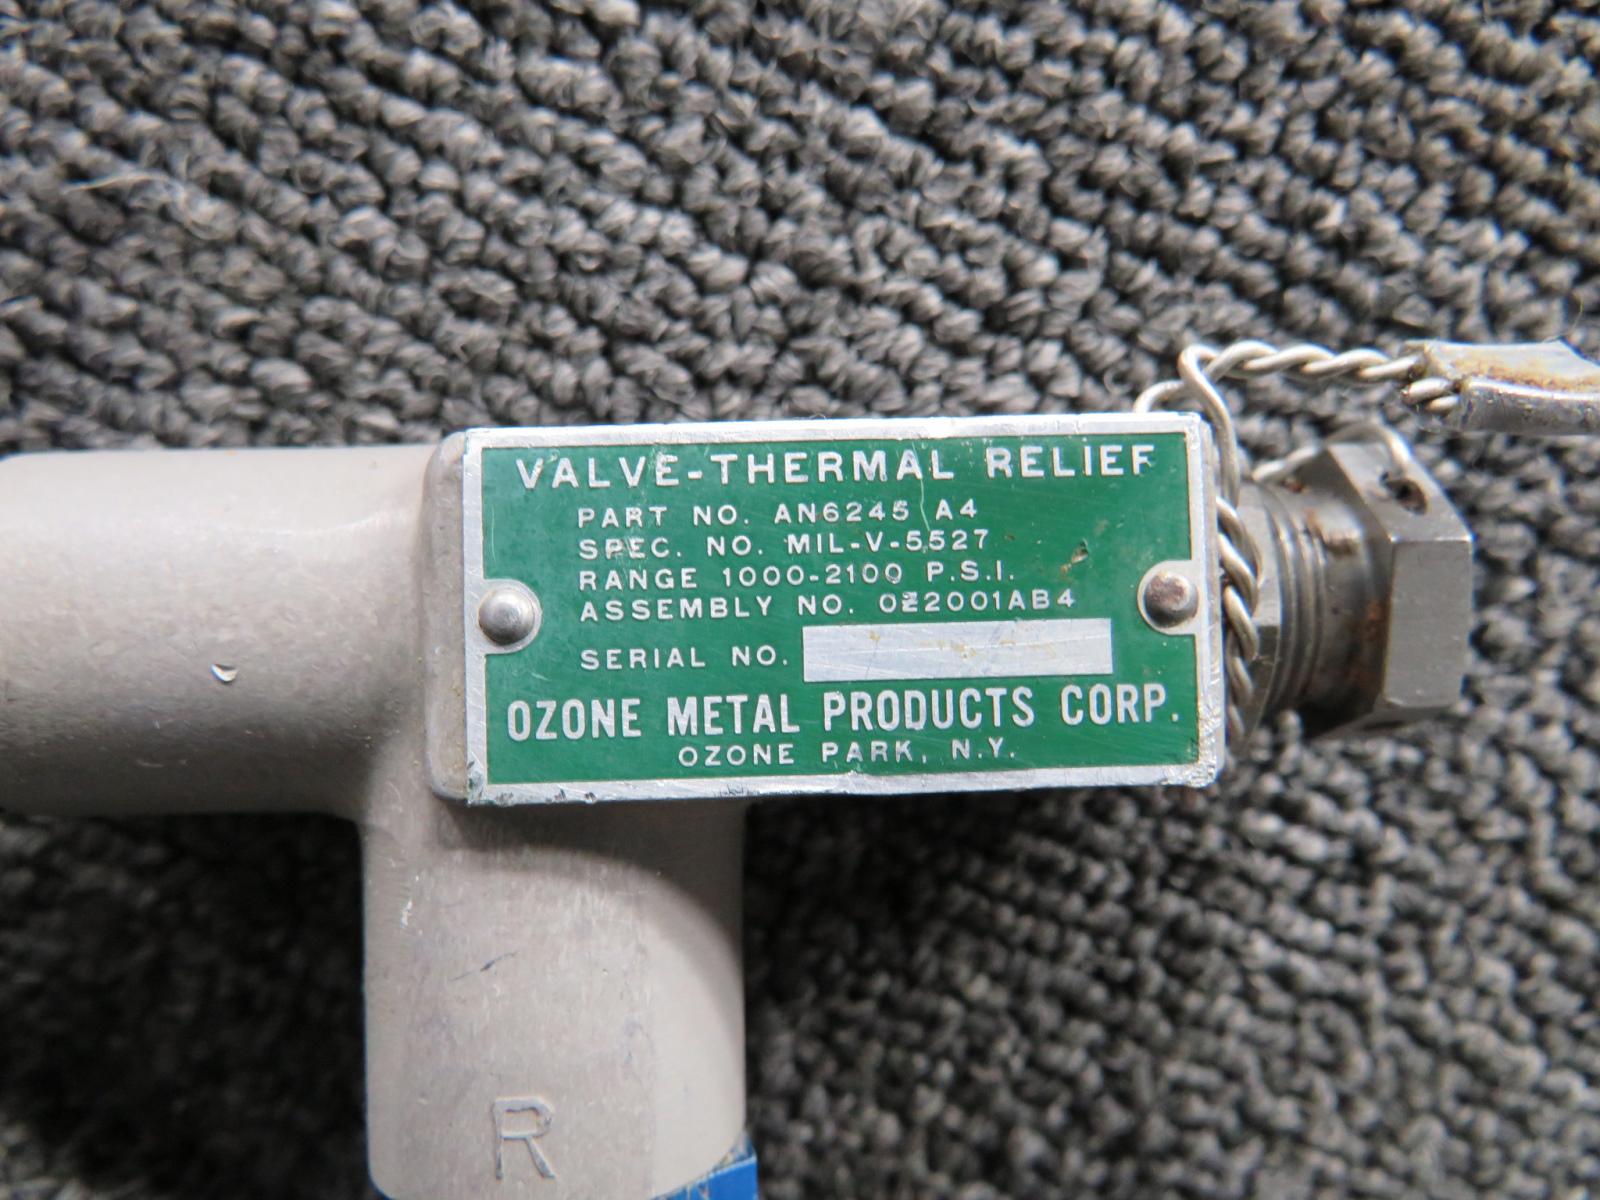 VALVE-THERMAL RELIEF
PART NO. AN6245 A4
SPEC. NO. MIL-V-5527
RANGE 1000-2100 P.S.I.
ASSEMBLY NO. OZ2001AB4
SERIAL NO.
OZONE METAL PRODUCTS CORP.
OZONE PARK, N.Y.
R